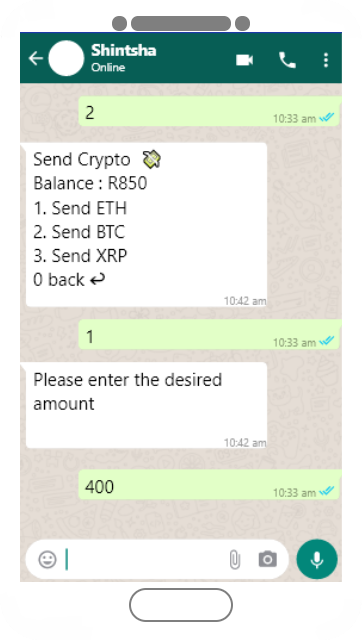 Shintsha
Online
2
10:33 am
Send Crypto 💸
Balance : R850
1. Send ETH
2. Send BTC
3. Send XRP
0 back ↩
10:42 am
1
10:33 am
Please enter the desired
amount
10:42 am
400
10:33 am